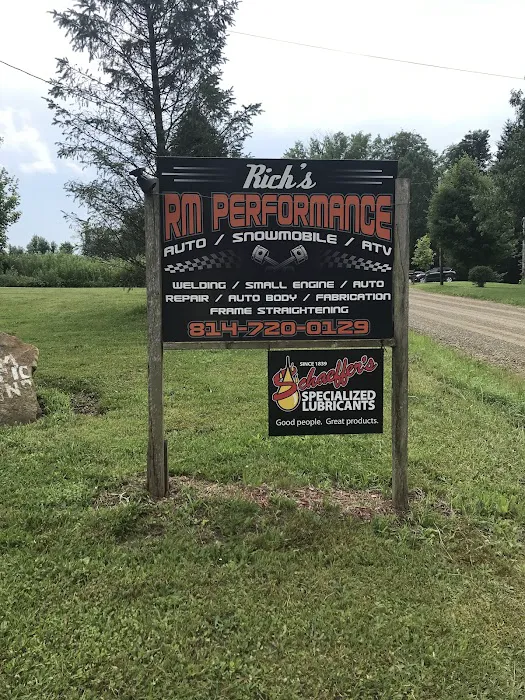 Rich's
RM PERFORMANCE
AUTO / SNOWMOBILE / ATV
WELDING / SMALL ENGINE / AUTO
REPAIR / AUTO BODY / FABRICATION
FRAME STRAIGHTENING
814-720-0129
SINCE 1839
Schaeffer's
SPECIALIZED
LUBRICANTS
Good people. Great products.